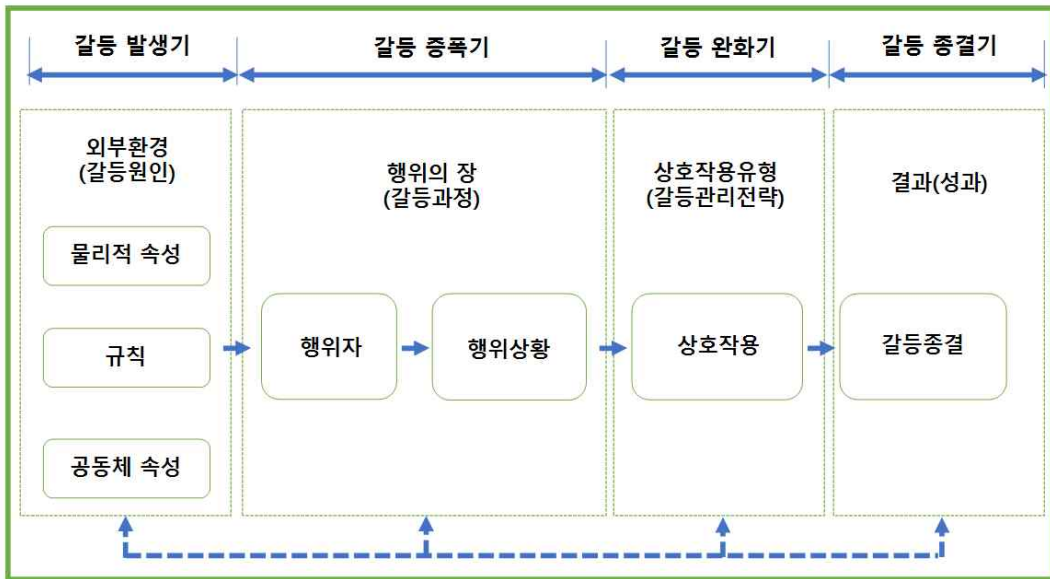 갈등 발생기
갈등 증폭기
갈등 완화기
갈등 종결기
외부환경
(갈등원인)
물리적 속성
규칙
공동체 속성
행위의 장
(갈등과정)
행위자
행위상황
상호작용유형
(갈등관리전략)
상호작용
결과(성과)
갈등종결